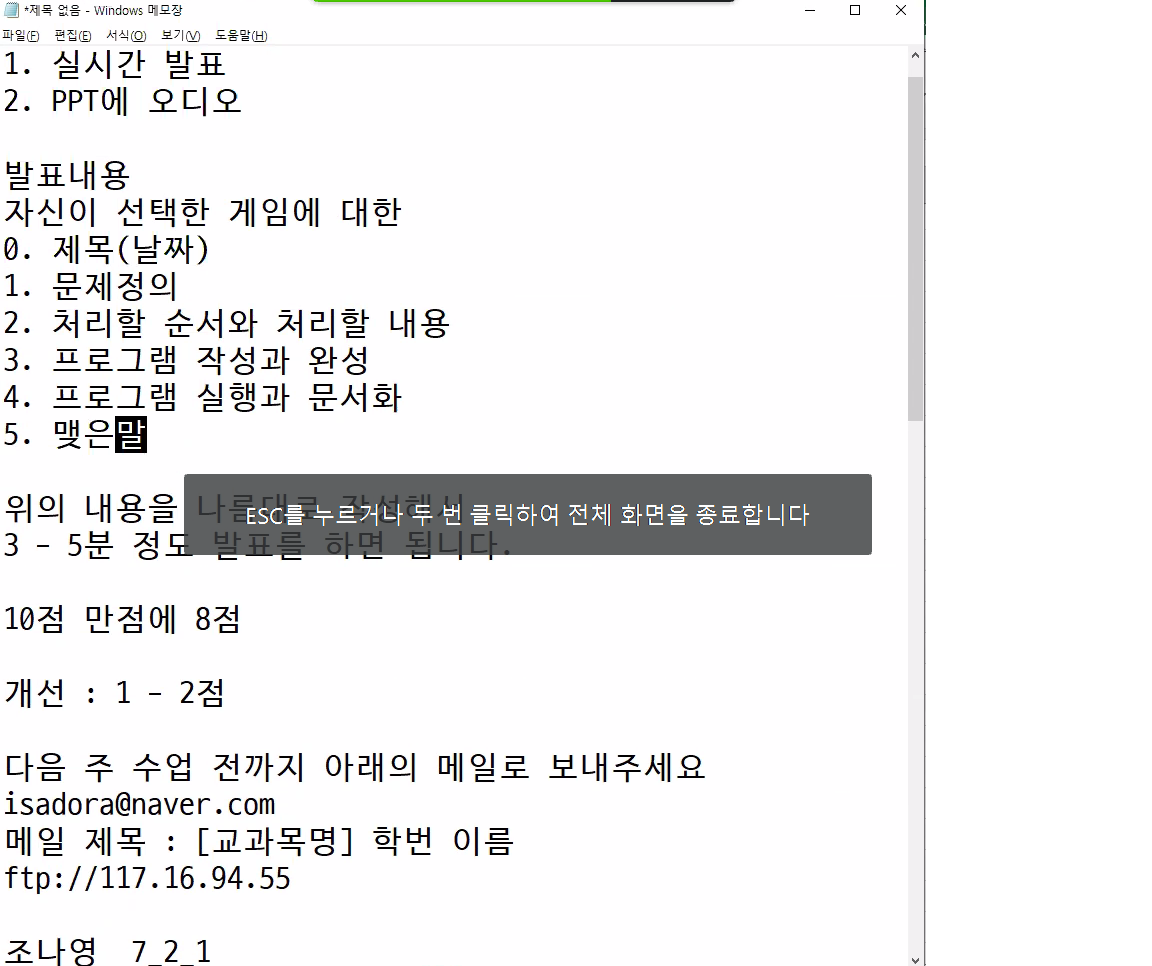 *제목 없음 - Windows 메모장
파일(F) 편집(E) 서식(O) 보기(V) 도움말(H)
1. 실시간 발표
2. PPT에 오디오
발표내용
자신이 선택한 게임에 대한
0. 제목(날짜)
1. 문제정의
2. 처리할 순서와 처리할 내용
3. 프로그램 작성과 완성
4. 프로그램 실행과 문서화
5. 맺은말
위의 내용을 나름대로 작성해서
ESC를 누르거나 두 번 클릭하여 전체 화면을 종료합니다
3 - 5분 정도 발표를 하면 됩니다.
10점 만점에 8점
개선 : 1 - 2점
다음 주 수업 전까지 아래의 메일로 보내주세요
isadora@naver.com
메일 제목 : [교과목명] 학번 이름
ftp://117.16.94.55
조나영 7_2_1